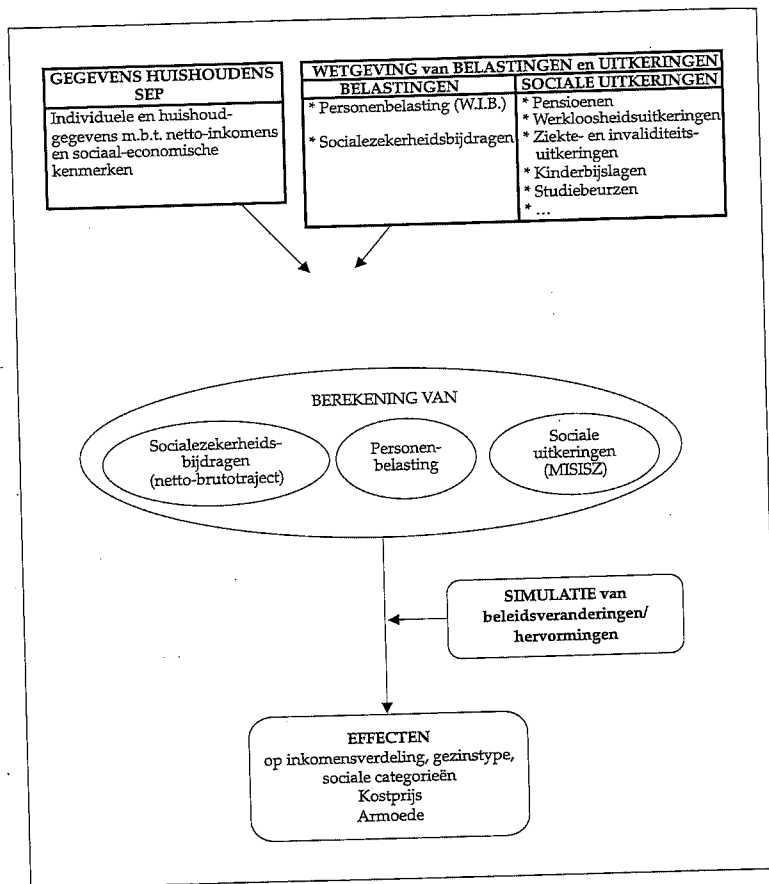 GEGEVENS HUISHOUDENS
SEP
Individuele en huishoud-
gegevens m.b.t. netto-inkomens
en sociaal-economische
kenmerken
WETGEVING van BELASTINGEN en UITKERINGEN
BELASTINGEN
* Personenbelasting (W.I.B.)
* Socialezekerheidsbijdragen
SOCIALE UITKERINGEN
* Pensioenen
* Werkloosheidsuitkeringen
* Ziekte- en invaliditeits-
uitkeringen
* Kinderbijslagen
* Studiebeurzen
* ...
BEREKENING VAN
Socialezekerheids-
bijdragen
(netto-brutotraject)
Personen-
belasting
Sociale
uitkeringen
(MISISZ)
SIMULATIE van
beleidsveranderingen/
hervormingen
EFFECTEN
op inkomensverdeling, gezinstype,
sociale categorieën
Kostprijs
Armoede